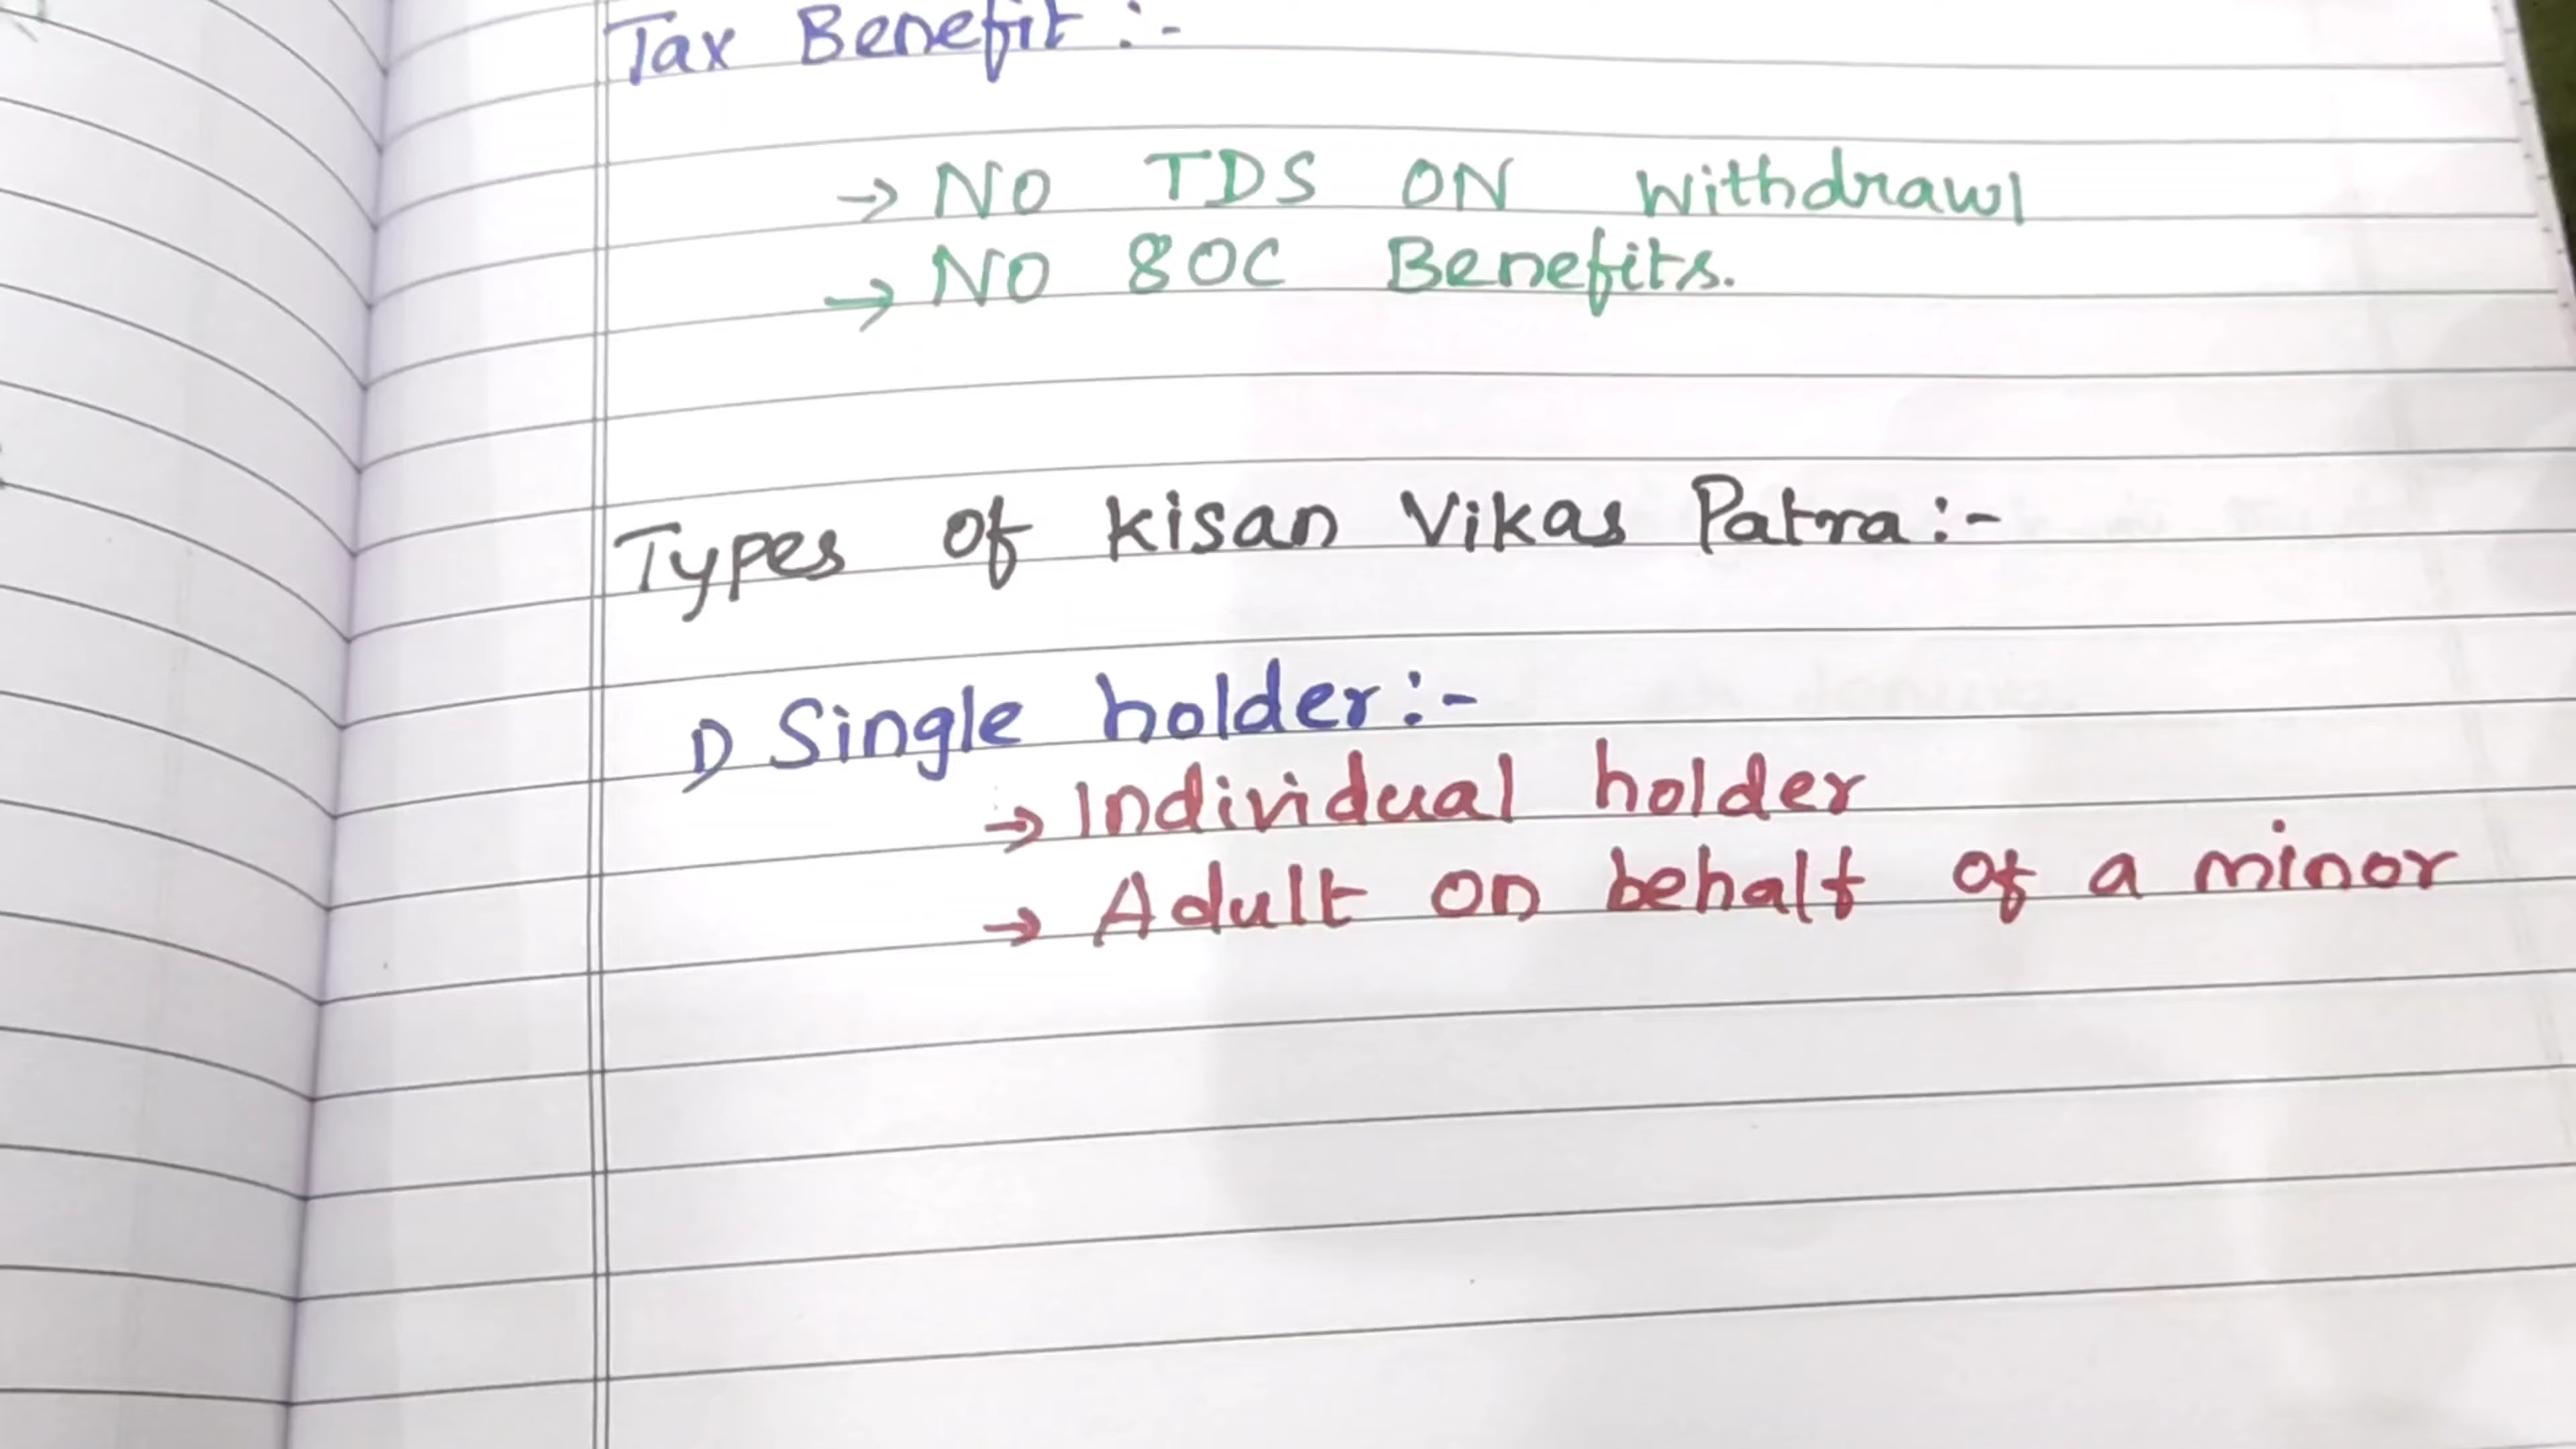 Tax Benefit :-
→ NO TDS ON withdrawl
→ NO 80C Benefits.
Types of kisan Vikas Patra:-
1) Single holder:-
→ Individual holder
→ Adult on behalf of a minor